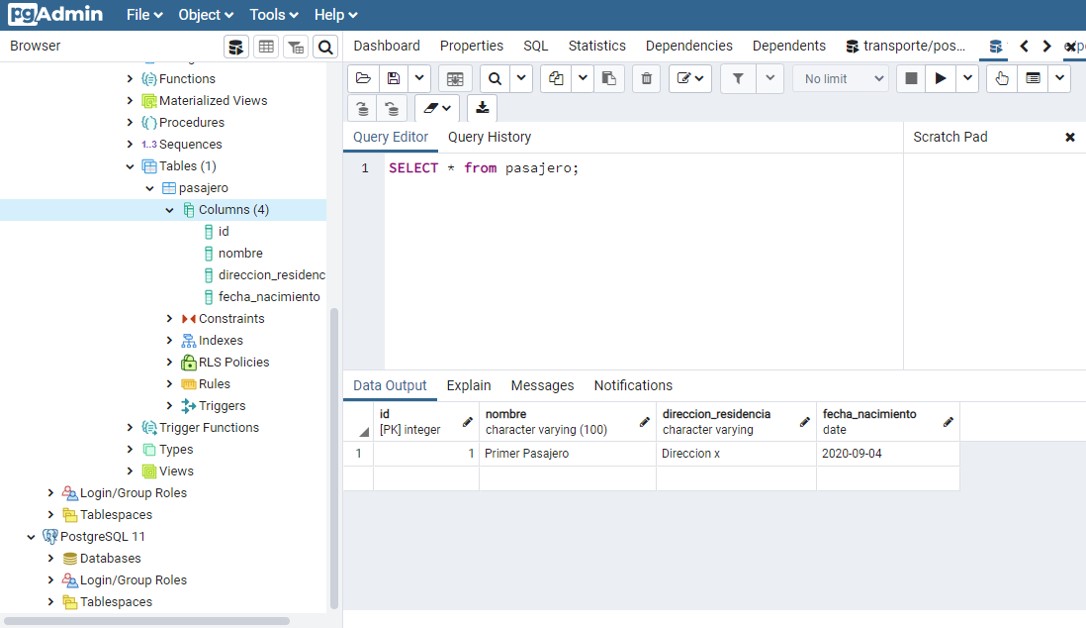 pgAdmin File Object Tools Help
Browser
Dashboard Properties SQL Statistics Dependencies Dependents transporte/pos...
No limit
Functions
Materialized Views
Procedures
1..3 Sequences
Tables (1)
pasajero
Columns (4)
id
nombre
direccion_residenc
fecha_nacimiento
Constraints
Indexes
RLS Policies
Rules
Triggers
Trigger Functions
Types
Views
Login/Group Roles
Tablespaces
PostgreSQL 11
Databases
Login/Group Roles
Tablespaces
Query Editor Query History
Scratch Pad
1 SELECT * from pasajero;
Data Output Explain Messages Notifications
id nombre direccion_residencia fecha_nacimiento
[PK] integer character varying (100) character varying date
1 1 Primer Pasajero Direccion x 2020-09-04